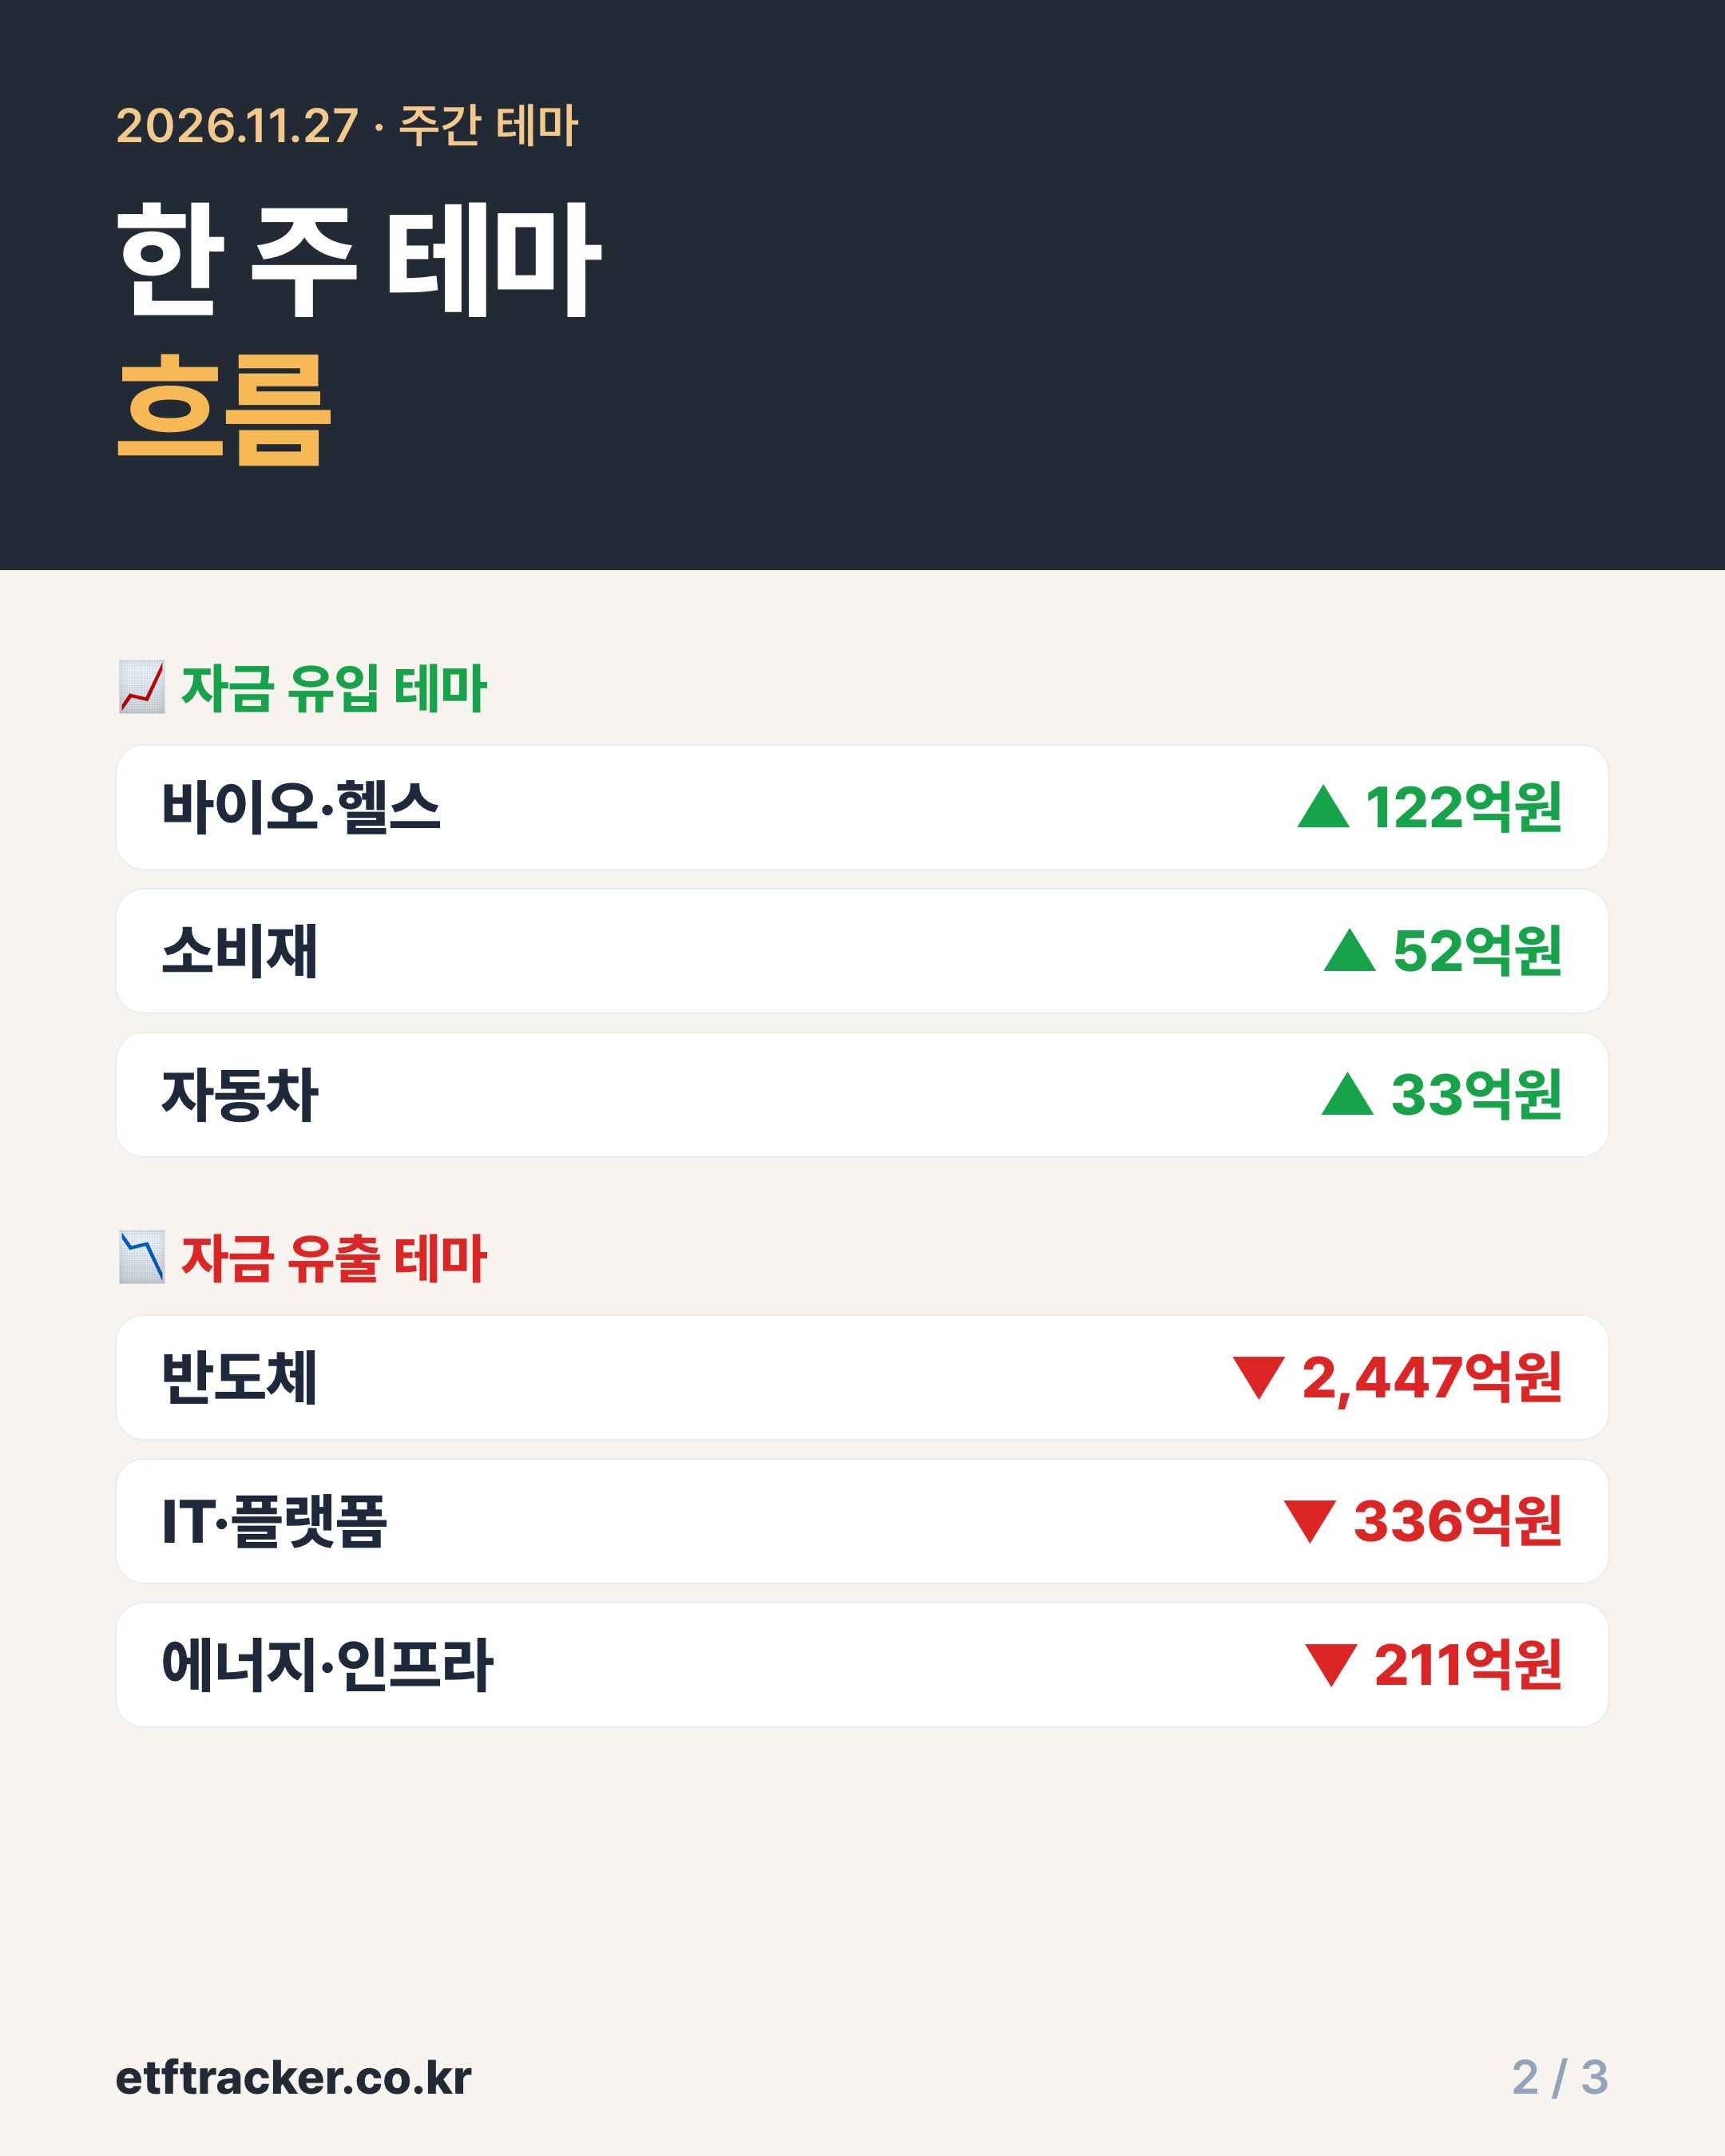 2026.11.27 · 주간 테마
한 주 테마
흐름
📈 자금 유입 테마
바이오·헬스 ▲ 122억원
소비재 ▲ 52억원
자동차 ▲ 33억원
📉 자금 유출 테마
반도체 ▼ 2,447억원
IT·플랫폼 ▼ 336억원
에너지·인프라 ▼ 211억원
etftracker.co.kr 2 / 3